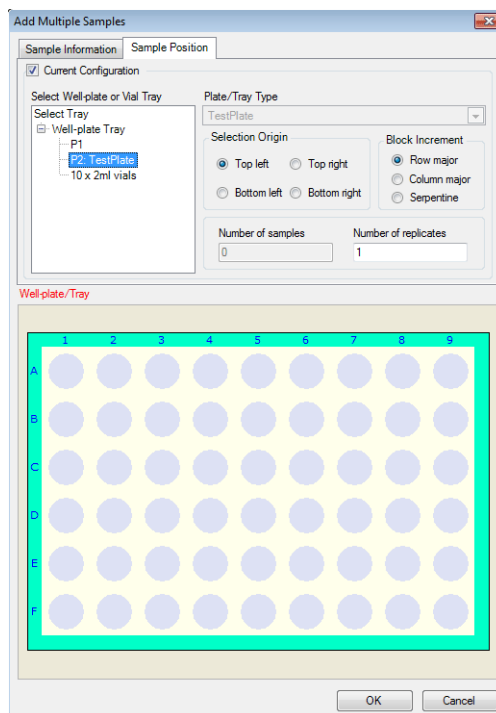 Add Multiple Samples
Sample Information Sample Position
Current Configuration
Select Well-plate or Vial Tray
Plate/Tray Type
Select Tray
Well-plate Tray
P1
P2: TestPlate
10 x 2ml vials
TestPlate
Selection Origin
Top left Top right
Bottom left Bottom right
Block Increment
Row major
Column major
Serpentine
Number of samples Number of replicates
0 1
Well-plate/Tray
1 2 3 4 5 6 7 8 9
A
B
C
D
E
F
OK Cancel